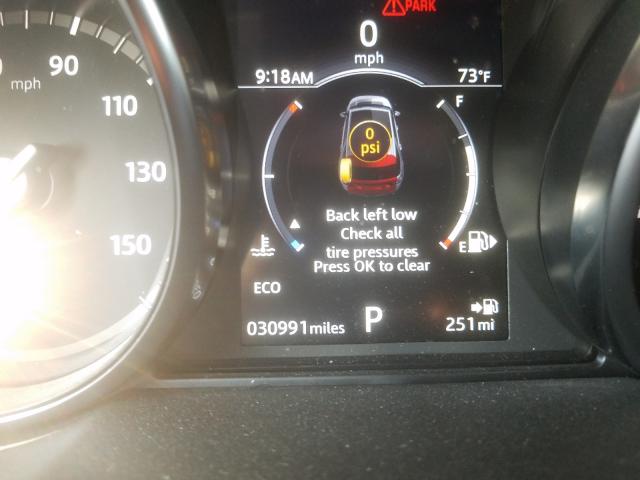 PARK
0
mph
9:18AM
73°F
90
mph
110
130
150
0
psi
F
E
Back left low
Check all
tire pressures
Press OK to clear
ECO
030991miles
P
251mi